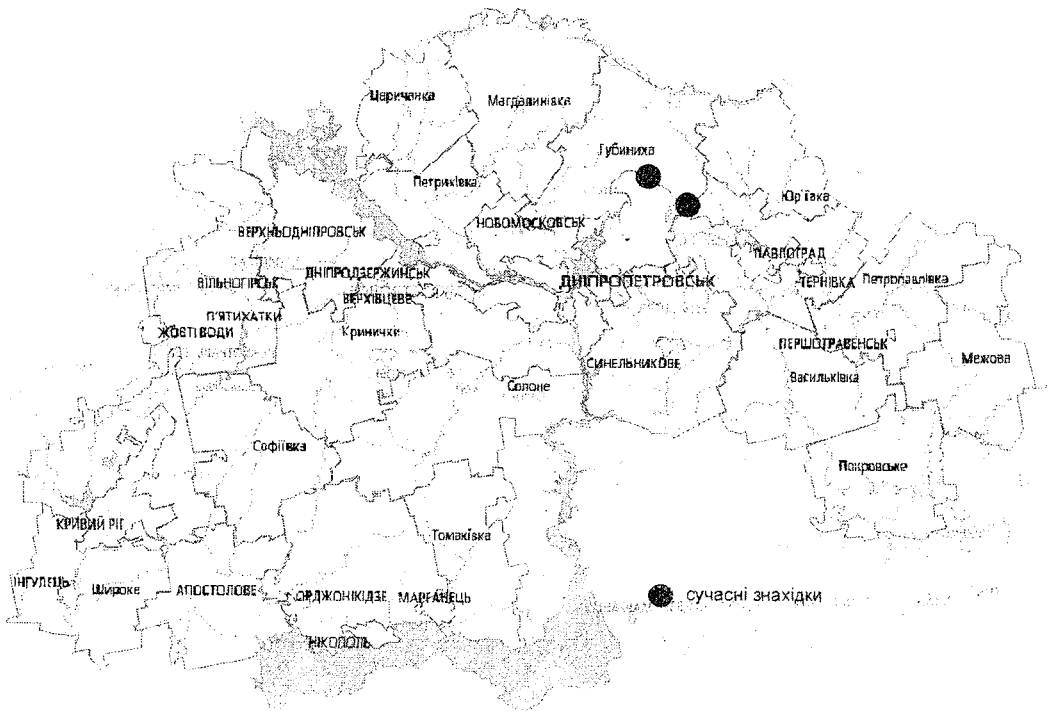 Царичанка
Магдалинівка
Губиниха
Петриківка
Юр'ївка
НОВОМОСКОВСЬК
ВЕРХНЬОДНІПРОВСЬК
ПАВЛОГРАД
ДНІПРОДЗЕРЖИНСЬК
ВІЛЬНОГІРСЬК
ДНІПРОПЕТРОВСЬК
ТЕРНІВКА
Петропавлівка
ВЕРХІВЦЕВЕ
П'ЯТИХАТКИ
ЖОВТІ ВОДИ
Кринички
ПЕРШОТРАВЕНСЬК
Межова
СИНЕЛЬНИКОВЕ
Васильківка
Солоне
Софіївка
Покровське
КРИВИЙ РІГ
Томаківка
ІНГУЛЕЦЬ
Широке
АПОСТОЛОВЕ
ОРДЖОНІКІДЗЕ
МАРГАНЕЦЬ
сучасні знахідки
НІКОПОЛЬ